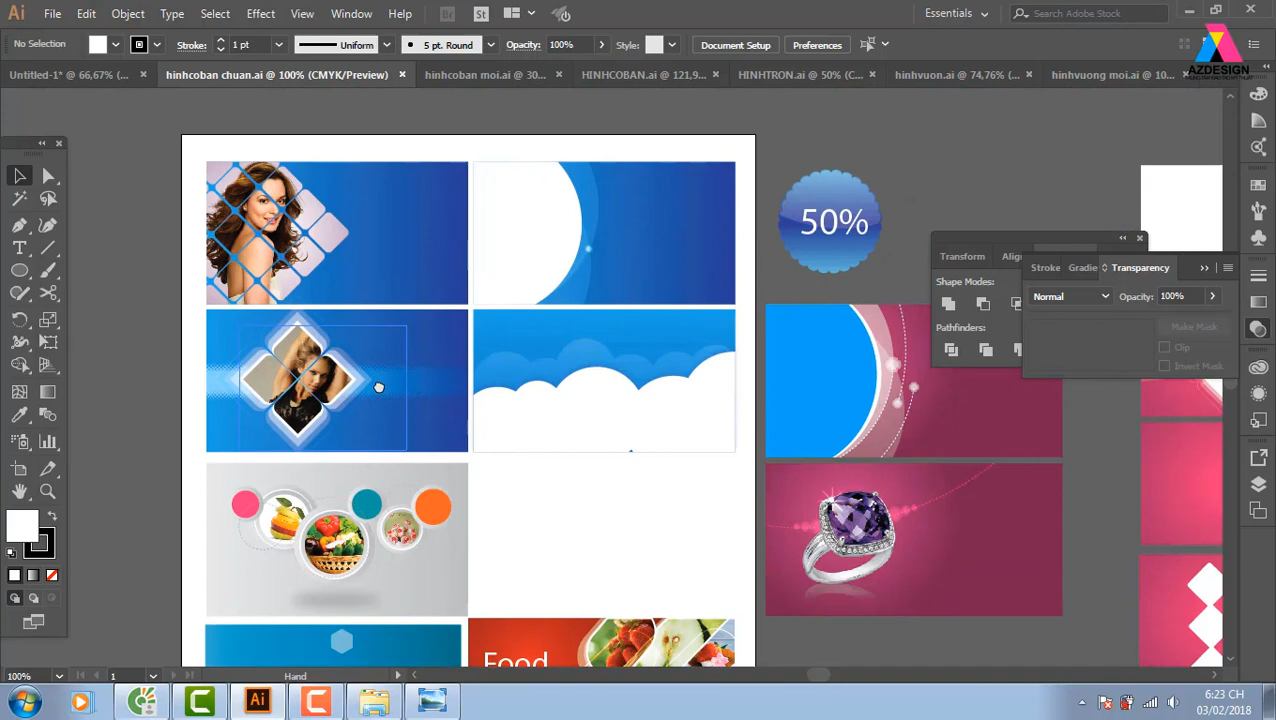 Ai File Edit Object Type Select Effect View Window Help Br St Essentials Search Adobe Stock
No Selection Stroke: 1 pt Uniform 5 pt. Round Opacity: 100% Style: Document Setup Preferences
Untitled-1* @ 66,67% (... × hinhcoban chuan.ai @ 100% (CMYK/Preview) × hinhcoban moi.ai @ 30... × HINHCOBAN.ai @ 121,9... × HINHTRON.ai @ 50% (C... × hinhvuon.ai @ 74,76% (... × hinhvuong moi.ai @ 10...
AZDESIGN
50%
Transform Alig
Shape Modes:
Pathfinders:
Stroke Gradie Transparency
Normal Opacity: 100%
Make Mask
Clip
Invert Mask
Food
100% 1 Hand
Ai
6:23 CH
03/02/2018